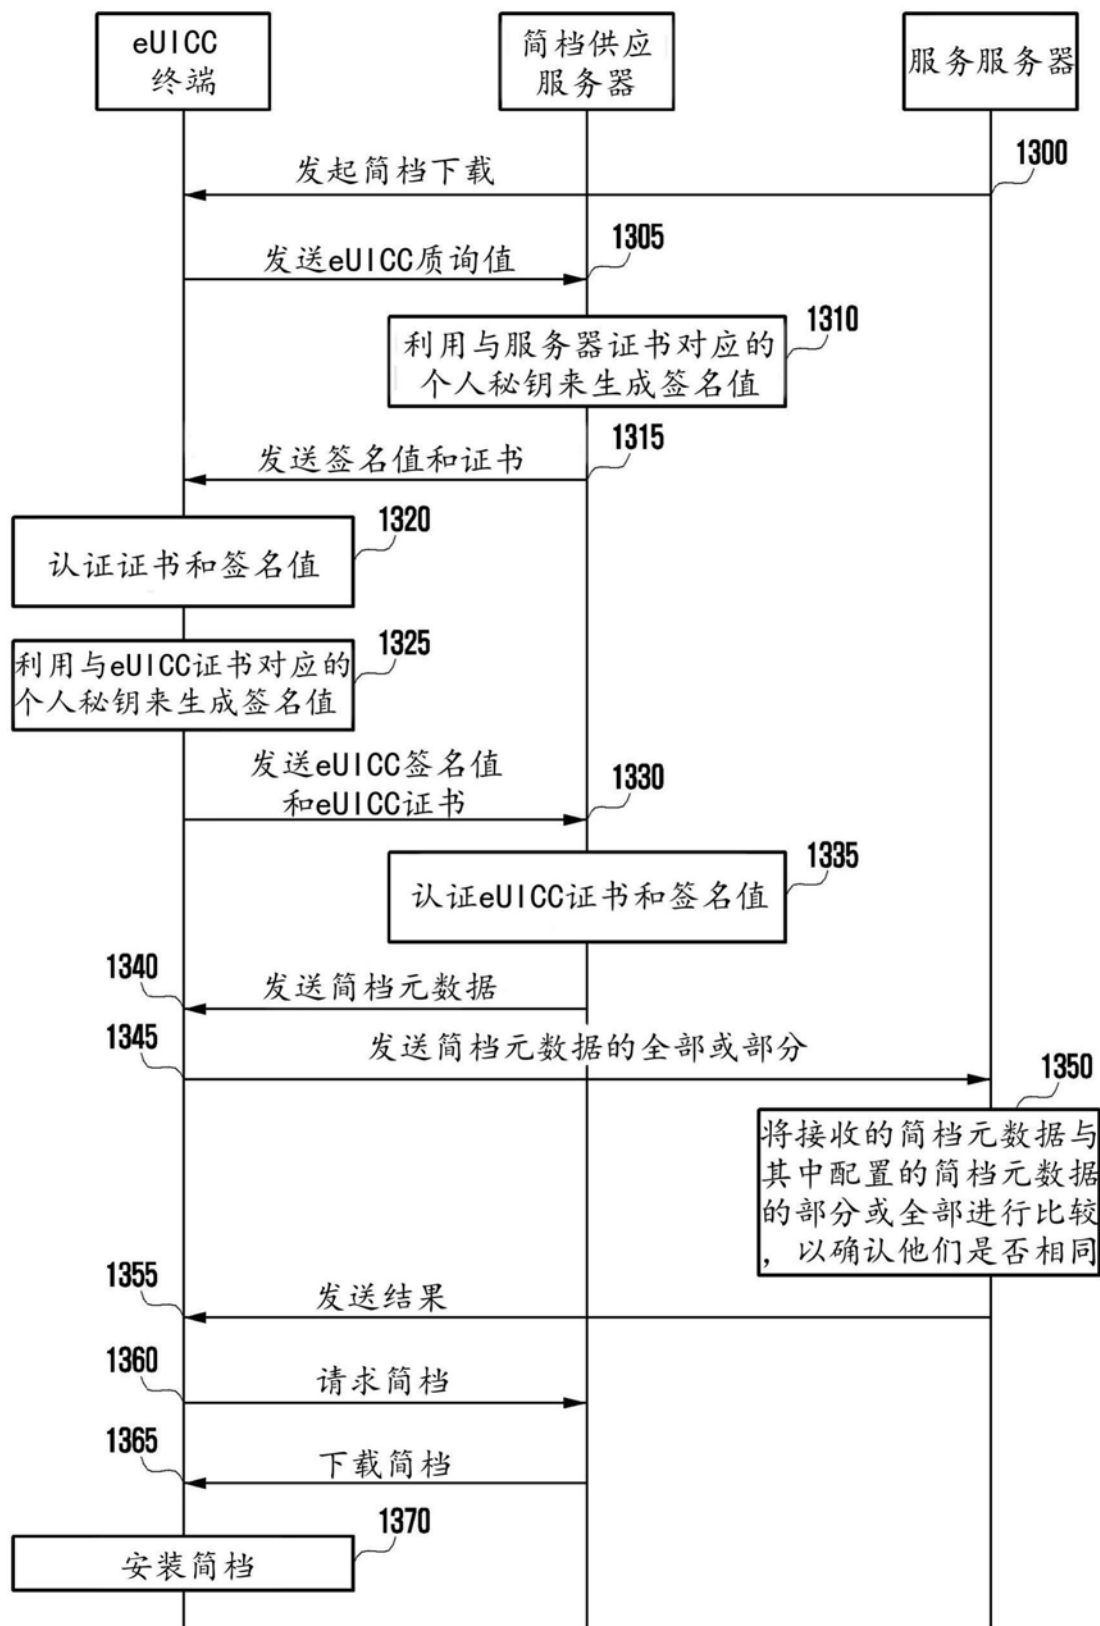 eUICC
终端
简档供应
服务器
服务服务器
1300
发起简档下载
1305
发送eUICC质询值
1310
利用与服务器证书对应的
个人秘钥来生成签名值
1315
发送签名值和证书
1320
认证证书和签名值
1325
利用与eUICC证书对应的
个人秘钥来生成签名值
发送eUICC签名值
和eUICC证书
1330
1335
认证eUICC证书和签名值
1340
发送简档元数据
1345
发送简档元数据的全部或部分
1350
将接收的简档元数据与
其中配置的简档元数据
的部分或全部进行比较
，以确认他们是否相同
1355
发送结果
1360
请求简档
1365
下载简档
1370
安装简档